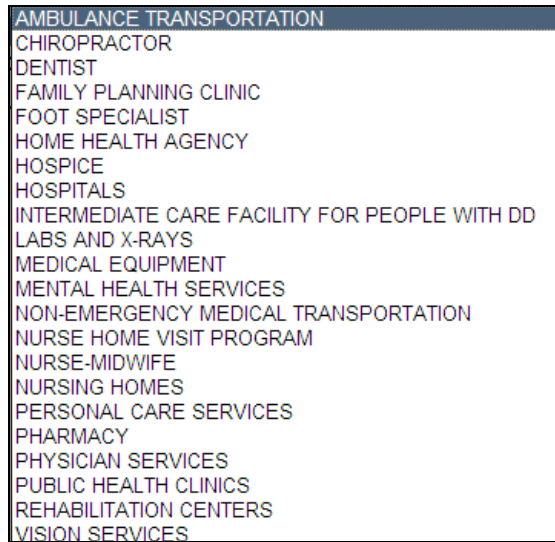 AMBULANCE TRANSPORTATION
CHIROPRACTOR
DENTIST
FAMILY PLANNING CLINIC
FOOT SPECIALIST
HOME HEALTH AGENCY
HOSPICE
HOSPITALS
INTERMEDIATE CARE FACILITY FOR PEOPLE WITH DD
LABS AND X-RAYS
MEDICAL EQUIPMENT
MENTAL HEALTH SERVICES
NON-EMERGENCY MEDICAL TRANSPORTATION
NURSE HOME VISIT PROGRAM
NURSE-MIDWIFE
NURSING HOMES
PERSONAL CARE SERVICES
PHARMACY
PHYSICIAN SERVICES
PUBLIC HEALTH CLINICS
REHABILITATION CENTERS
VISION SERVICES